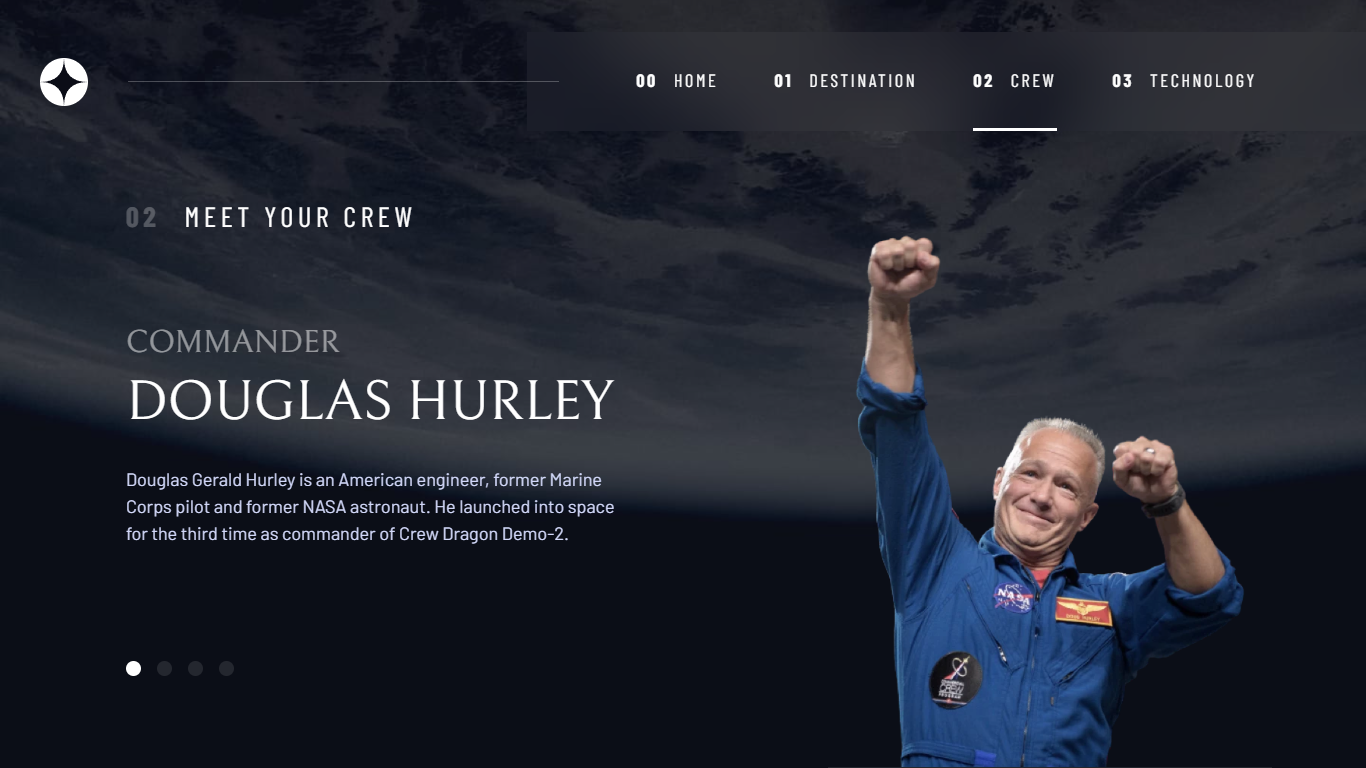 00 HOME 01 DESTINATION 02 CREW 03 TECHNOLOGY
02 MEET YOUR CREW
COMMANDER
DOUGLAS HURLEY
Douglas Gerald Hurley is an American engineer, former Marine
Corps pilot and former NASA astronaut. He launched into space
for the third time as commander of Crew Dragon Demo-2.
NASA
CREW